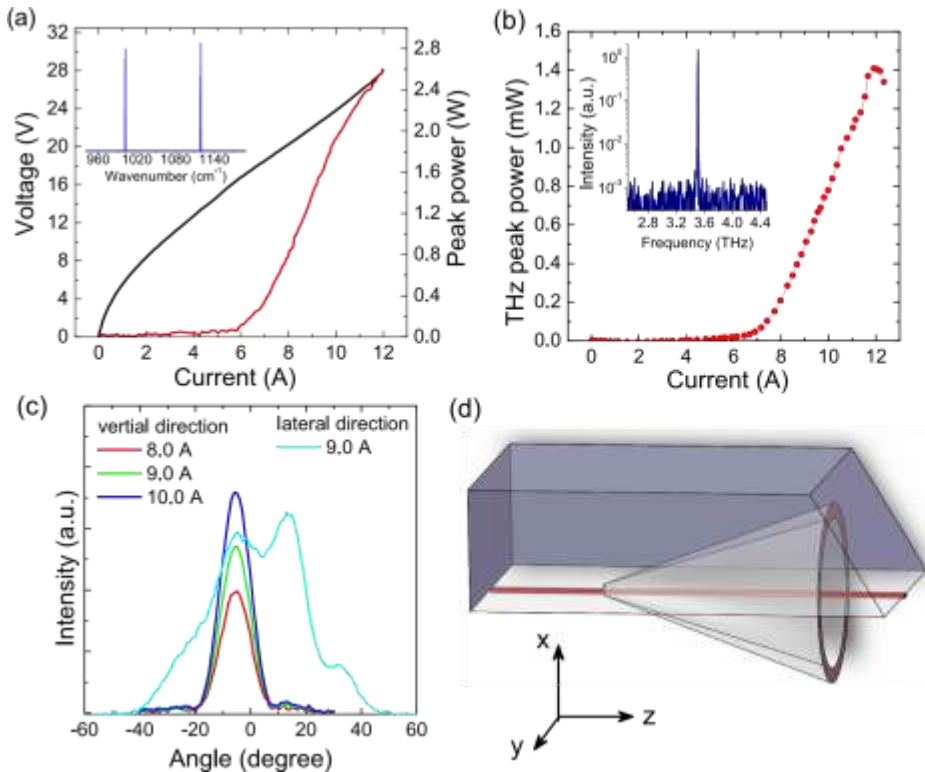 (a)
32
28
24
20
16
12
8
4
0
Voltage (V)
960 1020 1080 1140
Wavenumber (cm⁻¹)
2.8
2.4
2.0
1.6
1.2
0.8
0.4
0.0
Peak power (W)
0 2 4 6 8 10 12
Current (A)
(b)
1.6
1.4
1.2
1.0
0.8
0.6
0.4
0.2
0.0
THz peak power (mW)
10⁰
10⁻¹
10⁻²
10⁻³
Intensity (a.u.)
2.8 3.2 3.6 4.0 4.4
Frequency (THz)
0 2 4 6 8 10 12
Current (A)
(c)
vertial direction
8.0 A
9.0 A
10.0 A
lateral direction
9.0 A
Intensity (a.u.)
-60 -40 -20 0 20 40 60
Angle (degree)
(d)
x
y
z